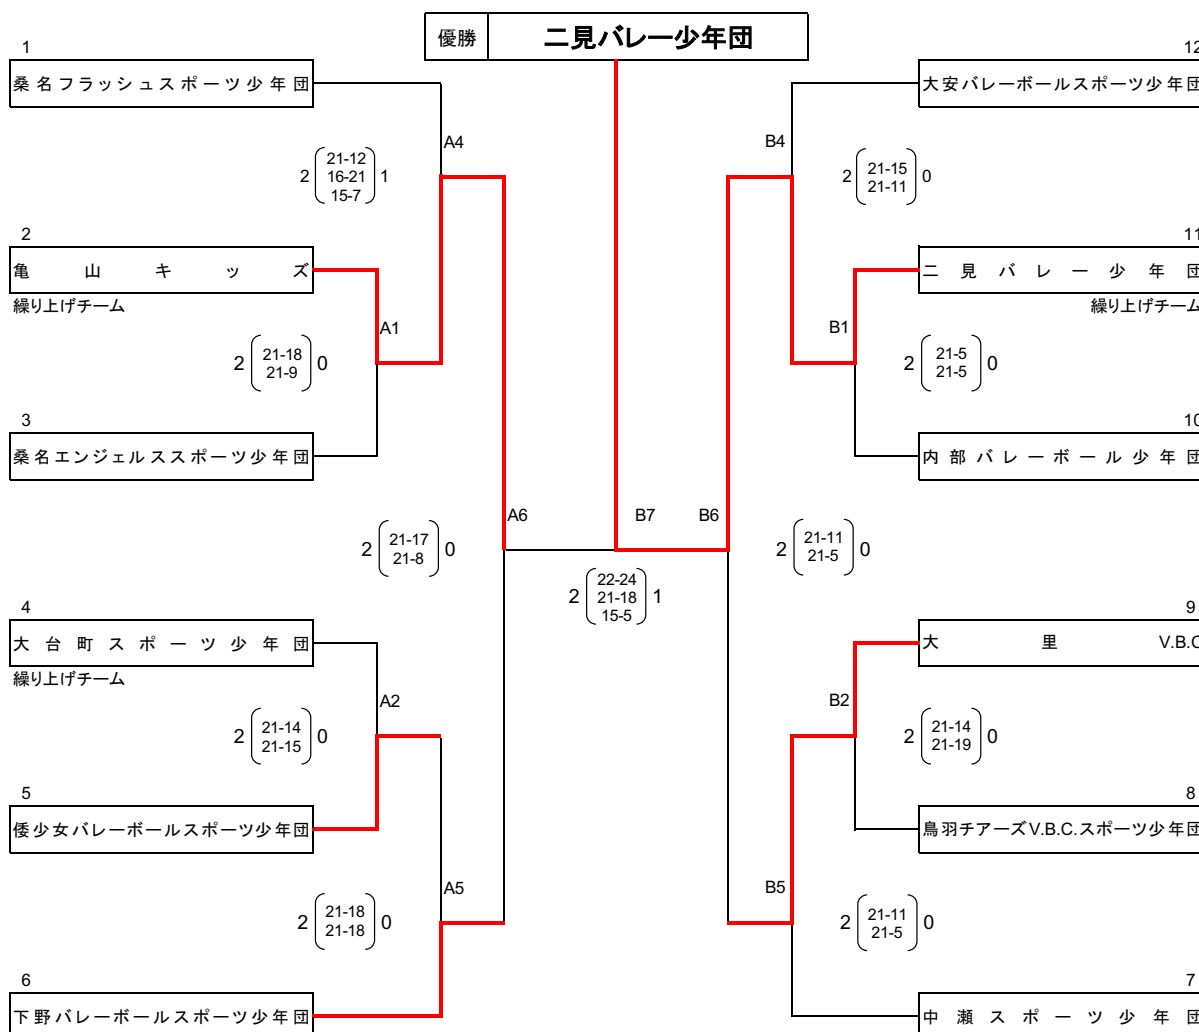 優勝 二見バレー少年団
1
桑名フラッシュスポーツ少年団
A4
2 21-12 1
16-21
15-7
2
亀山キッズ
繰り上げチーム
A1
2 21-18 0
21-9
3
桑名エンジェルススポーツ少年団
A6
2 21-17 0
21-8
4
大台町スポーツ少年団
繰り上げチーム
A2
2 21-14 0
21-15
5
倭少女バレーボールスポーツ少年団
A5
2 21-18 0
21-18
6
下野バレーボールスポーツ少年団
B7
2 22-24 1
21-18
15-5
12
大安バレーボールスポーツ少年団
B4
2 21-15 0
21-11
11
二見バレー少年団
繰り上げチーム
B1
2 21-5 0
21-5
10
内部バレーボール少年団
B6
2 21-11 0
21-5
9
大里V.B.C
B2
2 21-14 0
21-19
8
鳥羽チアーズV.B.C.スポーツ少年団
B5
2 21-11 0
21-5
7
中瀬スポーツ少年団